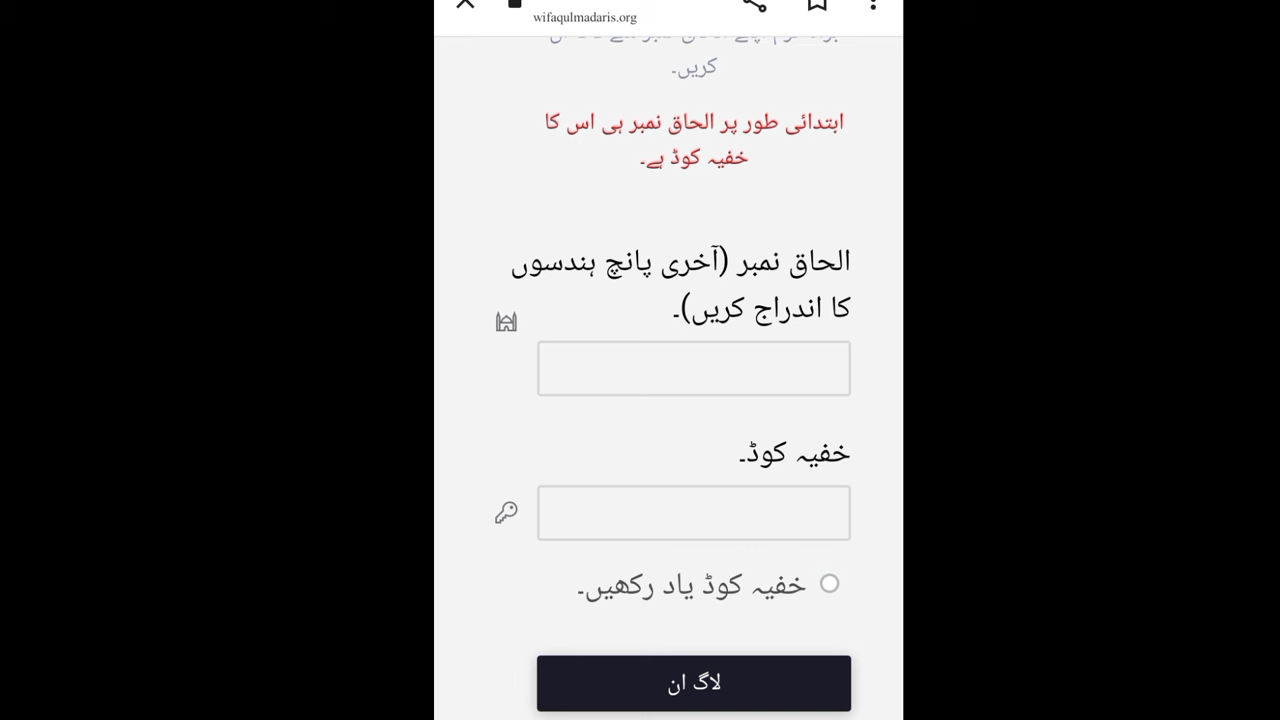 wifaqulmadaris.org
کریں۔
ابتدائی طور پر الحاق نمبر ہی اس کا
خفیہ کوڈ ہے۔
الحاق نمبر (آخری پانچ ہندسوں
کا اندراج کریں)۔
خفیہ کوڈ۔
خفیہ کوڈ یاد رکھیں۔
لاگ ان